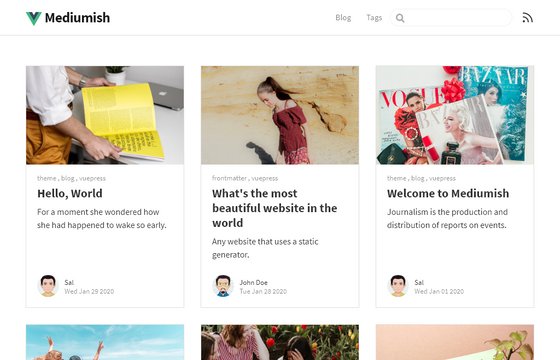 Mediumish
Blog Tags
VOGUE
BAZAAR
theme , blog , vuepress
Hello, World
For a moment she wondered how
she had happened to wake so early.
Sal
Wed Jan 29 2020
frontmatter , vuepress
What's the most
beautiful website in the
world
Any website that uses a static
generator.
John Doe
Tue Jan 28 2020
theme , blog , vuepress
Welcome to Mediumish
Journalism is the production and
distribution of reports on events.
Sal
Wed Jan 01 2020